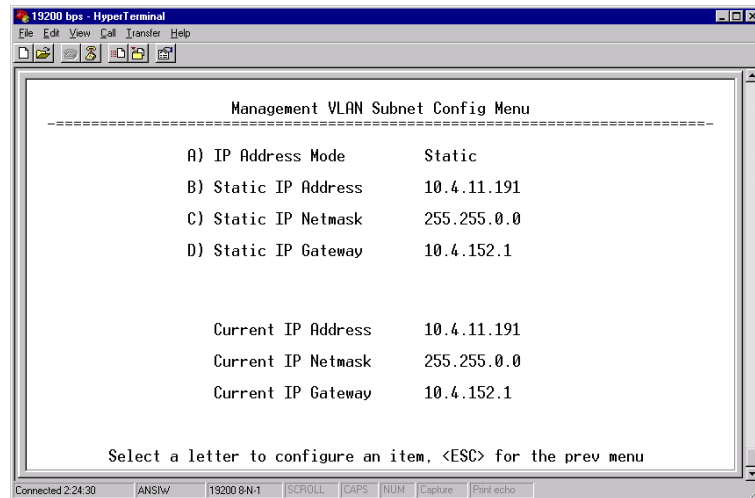 19200 bps - HyperTerminal
File Edit View Call Transfer Help
Management VLAN Subnet Config Menu
-==========================================================================-
A) IP Address Mode Static
B) Static IP Address 10.4.11.191
C) Static IP Netmask 255.255.0.0
D) Static IP Gateway 10.4.152.1
Current IP Address 10.4.11.191
Current IP Netmask 255.255.0.0
Current IP Gateway 10.4.152.1
Select a letter to configure an item, <ESC> for the prev menu
Connected 2:24:30 ANSIW 19200 8-N-1 SCROLL CAPS NUM Capture Print echo